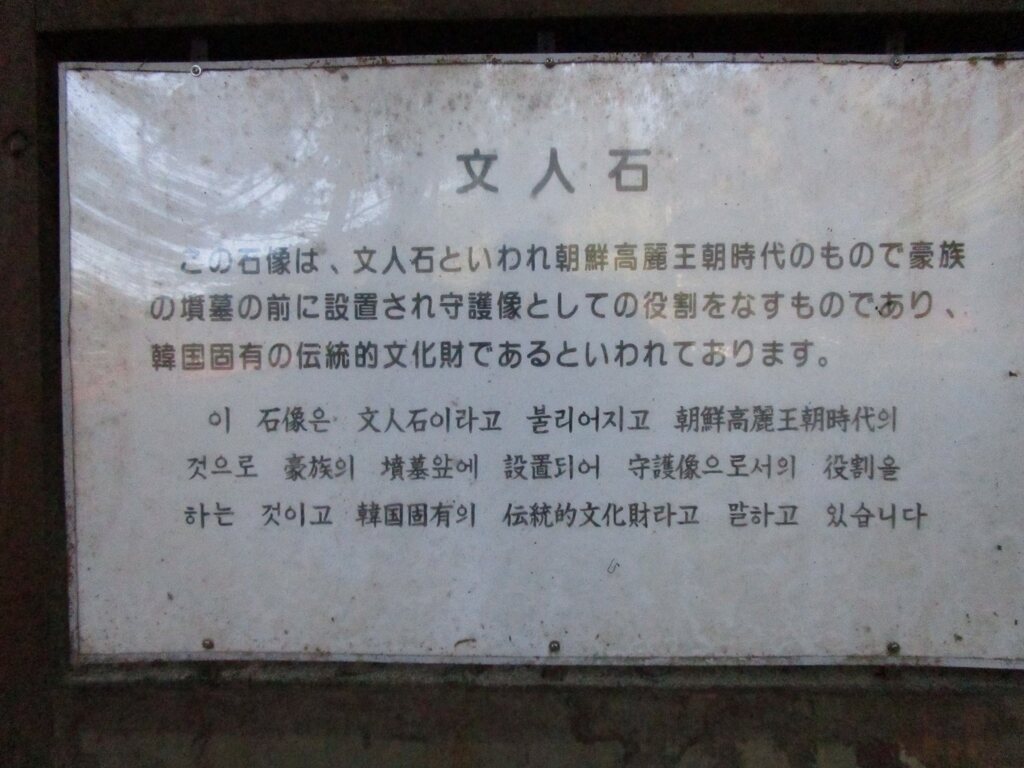 文人石
この石像は、文人石といわれ朝鮮高麗王朝時代のもので豪族
の墳墓の前に設置され守護像としての役割をなすものであり、
韓国固有の伝統的文化財であるといわれております。
이 石像은 文人石이라고 불리어지고 朝鮮高麗王朝時代의
것으로 豪族의 墳墓앞에 設置되어 守護像으로서의 役割을
하는 것이고 韓国固有의 伝統的文化財라고 말하고 있습니다